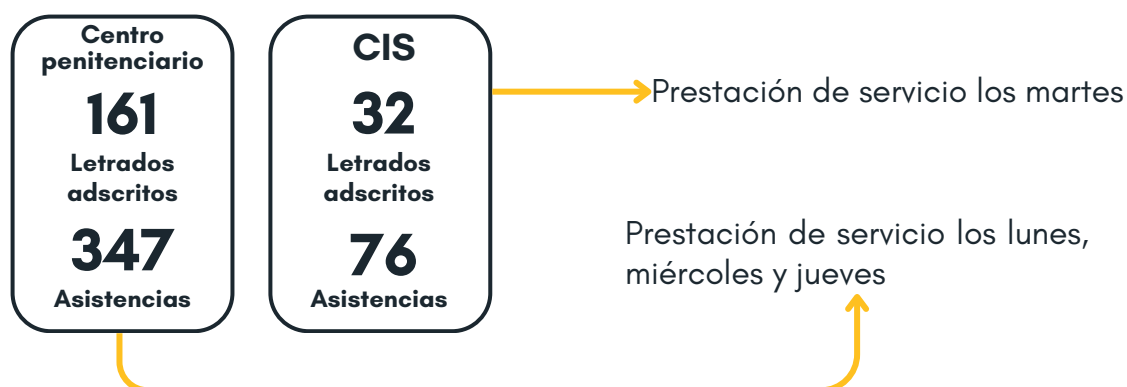 Centro
penitenciario
161
Letrados
adscritos
347
Asistencias
CIS
32
Letrados
adscritos
76
Asistencias
Prestación de servicio los martes
Prestación de servicio los lunes,
miércoles y jueves